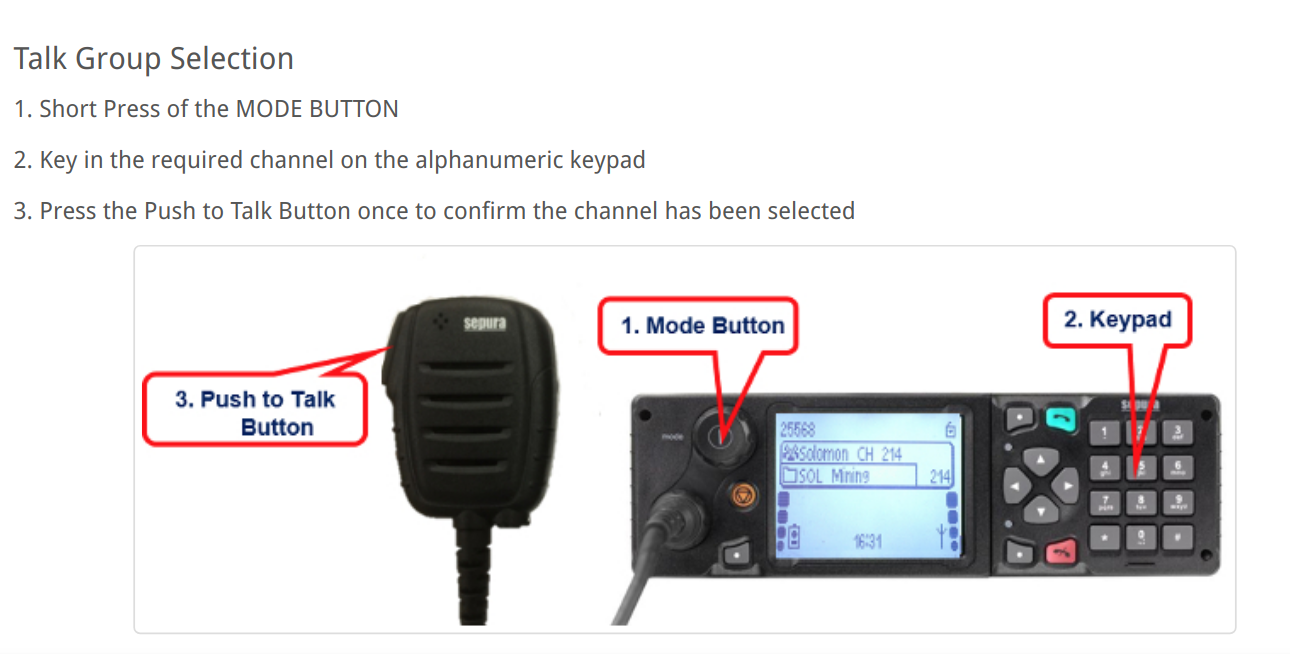 Talk Group Selection
1. Short Press of the MODE BUTTON
2. Key in the required channel on the alphanumeric keypad
3. Press the Push to Talk Button once to confirm the channel has been selected
sepura
1. Mode Button
2. Keypad
3. Push to Talk
Button
mode
25568
Solomon CH 214
SOL Mining 214
16:31
sepura
1 2 3
def
4 5 6
7 8 9
* 0 #